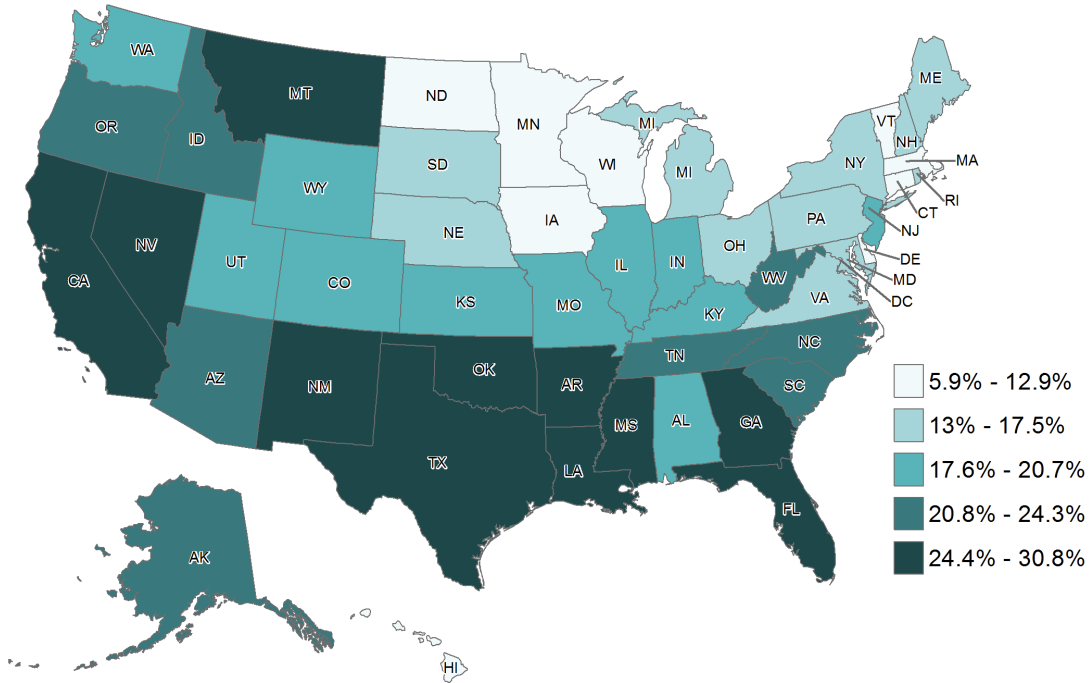 WA
MT
ND
MN
ME
OR
ID
SD
WI
MI
MI
VT
NH
NY
MA
WY
IA
NE
PA
RI
CT
NJ
OH
NV
UT
CO
IL
IN
WV
DE
MD
DC
VA
CA
KS
MO
KY
AZ
NM
OK
AR
TN
NC
SC
MS
AL
GA
TX
LA
FL
AK
HI
5.9% - 12.9%
13% - 17.5%
17.6% - 20.7%
20.8% - 24.3%
24.4% - 30.8%